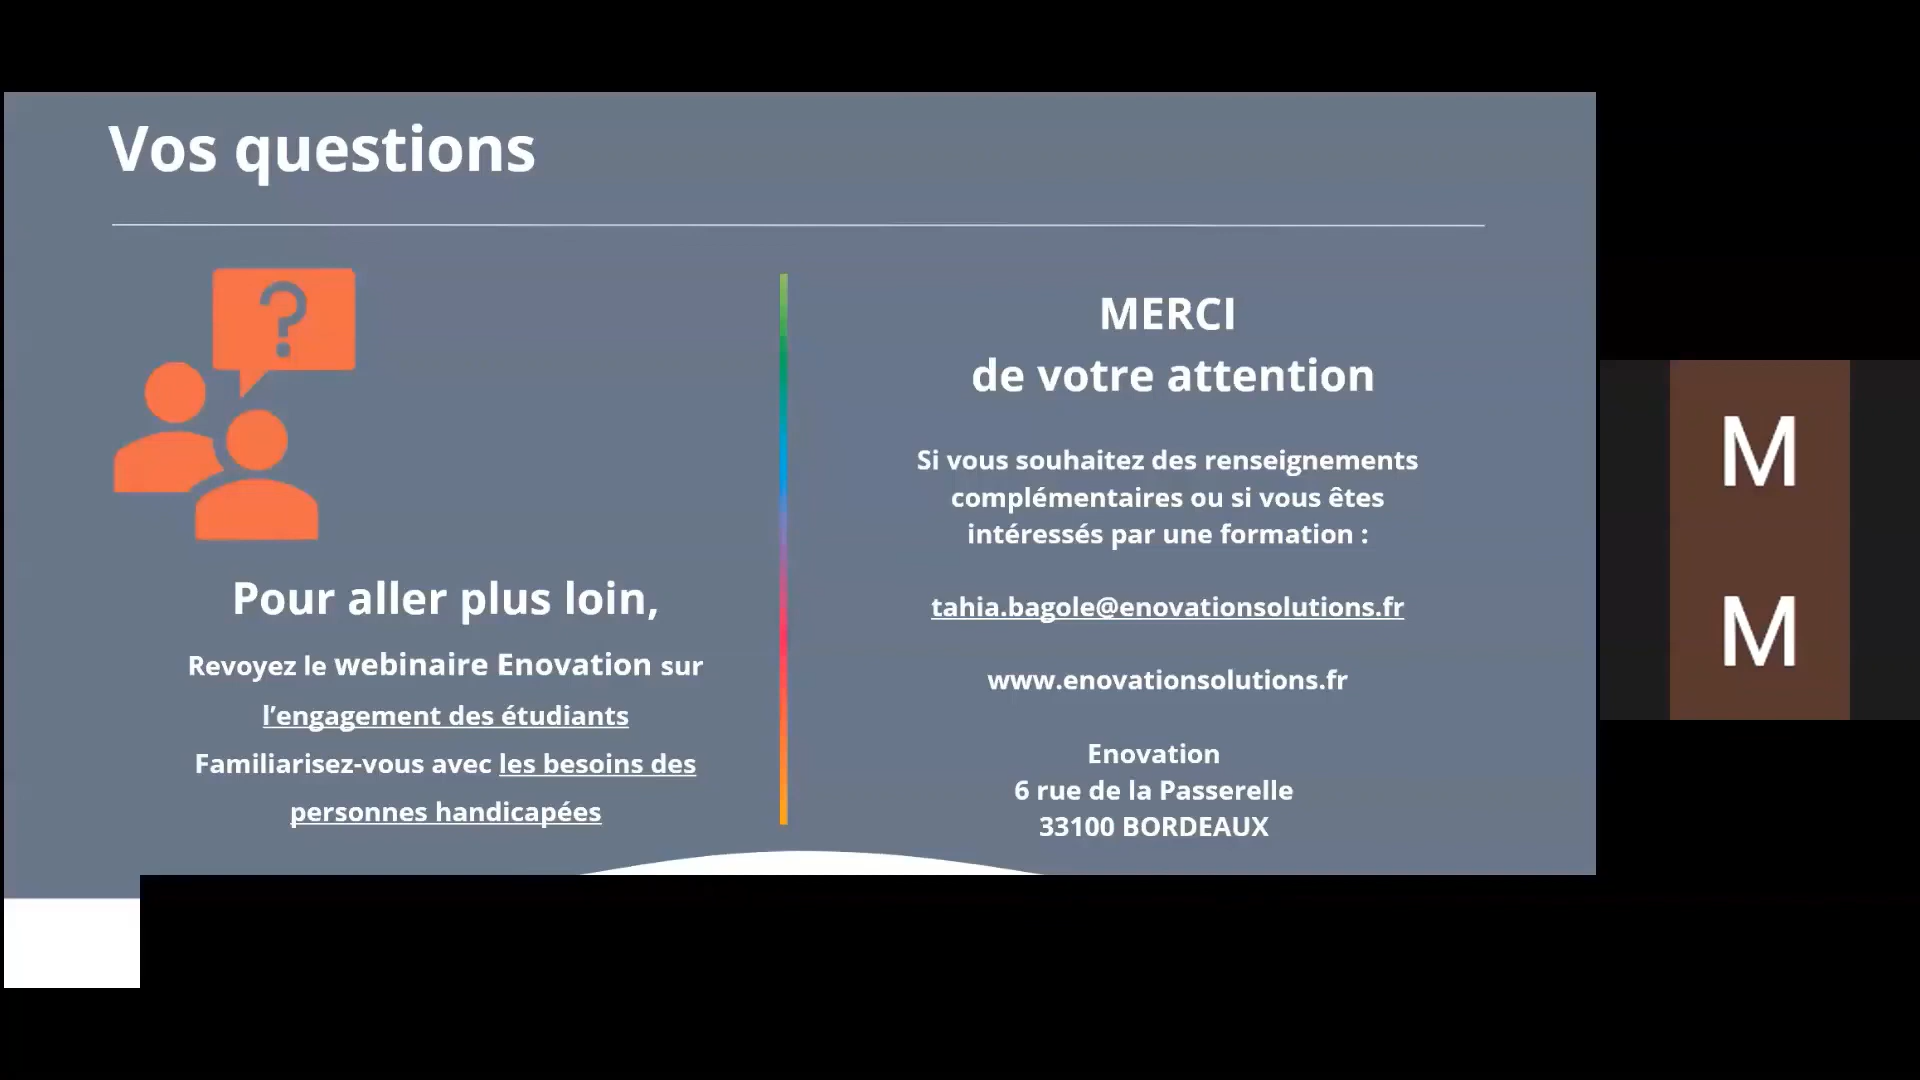 Vos questions
?
Pour aller plus loin,
Revoyez le webinaire Enovation sur
l’engagement des étudiants
Familiarisez-vous avec les besoins des
personnes handicapées
MERCI
de votre attention
Si vous souhaitez des renseignements
complémentaires ou si vous êtes
intéressés par une formation :
tahia.bagole@enovationsolutions.fr
www.enovationsolutions.fr
Enovation
6 rue de la Passerelle
33100 BORDEAUX
M
M